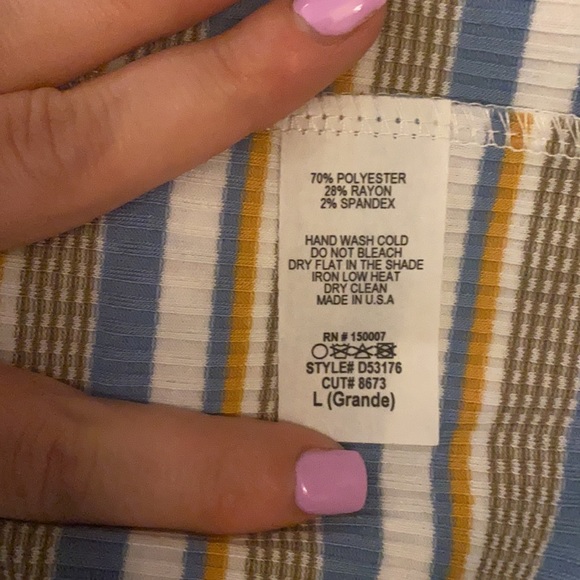 70% POLYESTER
28% RAYON
2% SPANDEX
HAND WASH COLD
DO NOT BLEACH
DRY FLAT IN THE SHADE
IRON LOW HEAT
DRY CLEAN
MADE IN U.S.A
RN # 150007
STYLE# D53176
CUT# 8673
L (Grande)